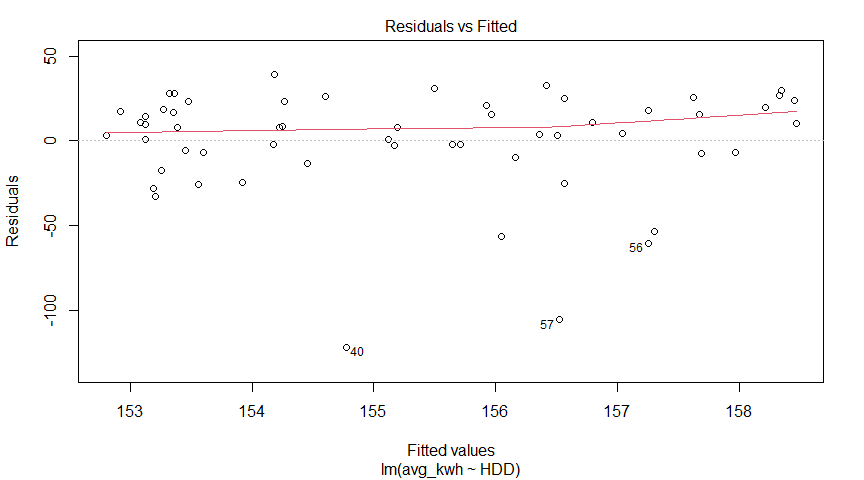 Residuals vs Fitted
50
0
-50
-100
Residuals
56
57
40
153 154 155 156 157 158
Fitted values
lm(avg_kwh ~ HDD)